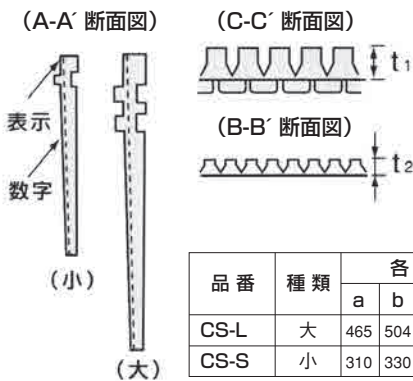 (A-A´ 断面図)
表示
数字
(小)
(大)
(C-C´ 断面図)
t1
(B-B´ 断面図)
t2
品 番 種 類 各
a b
CS-L 大 465 504
CS-S 小 310 330